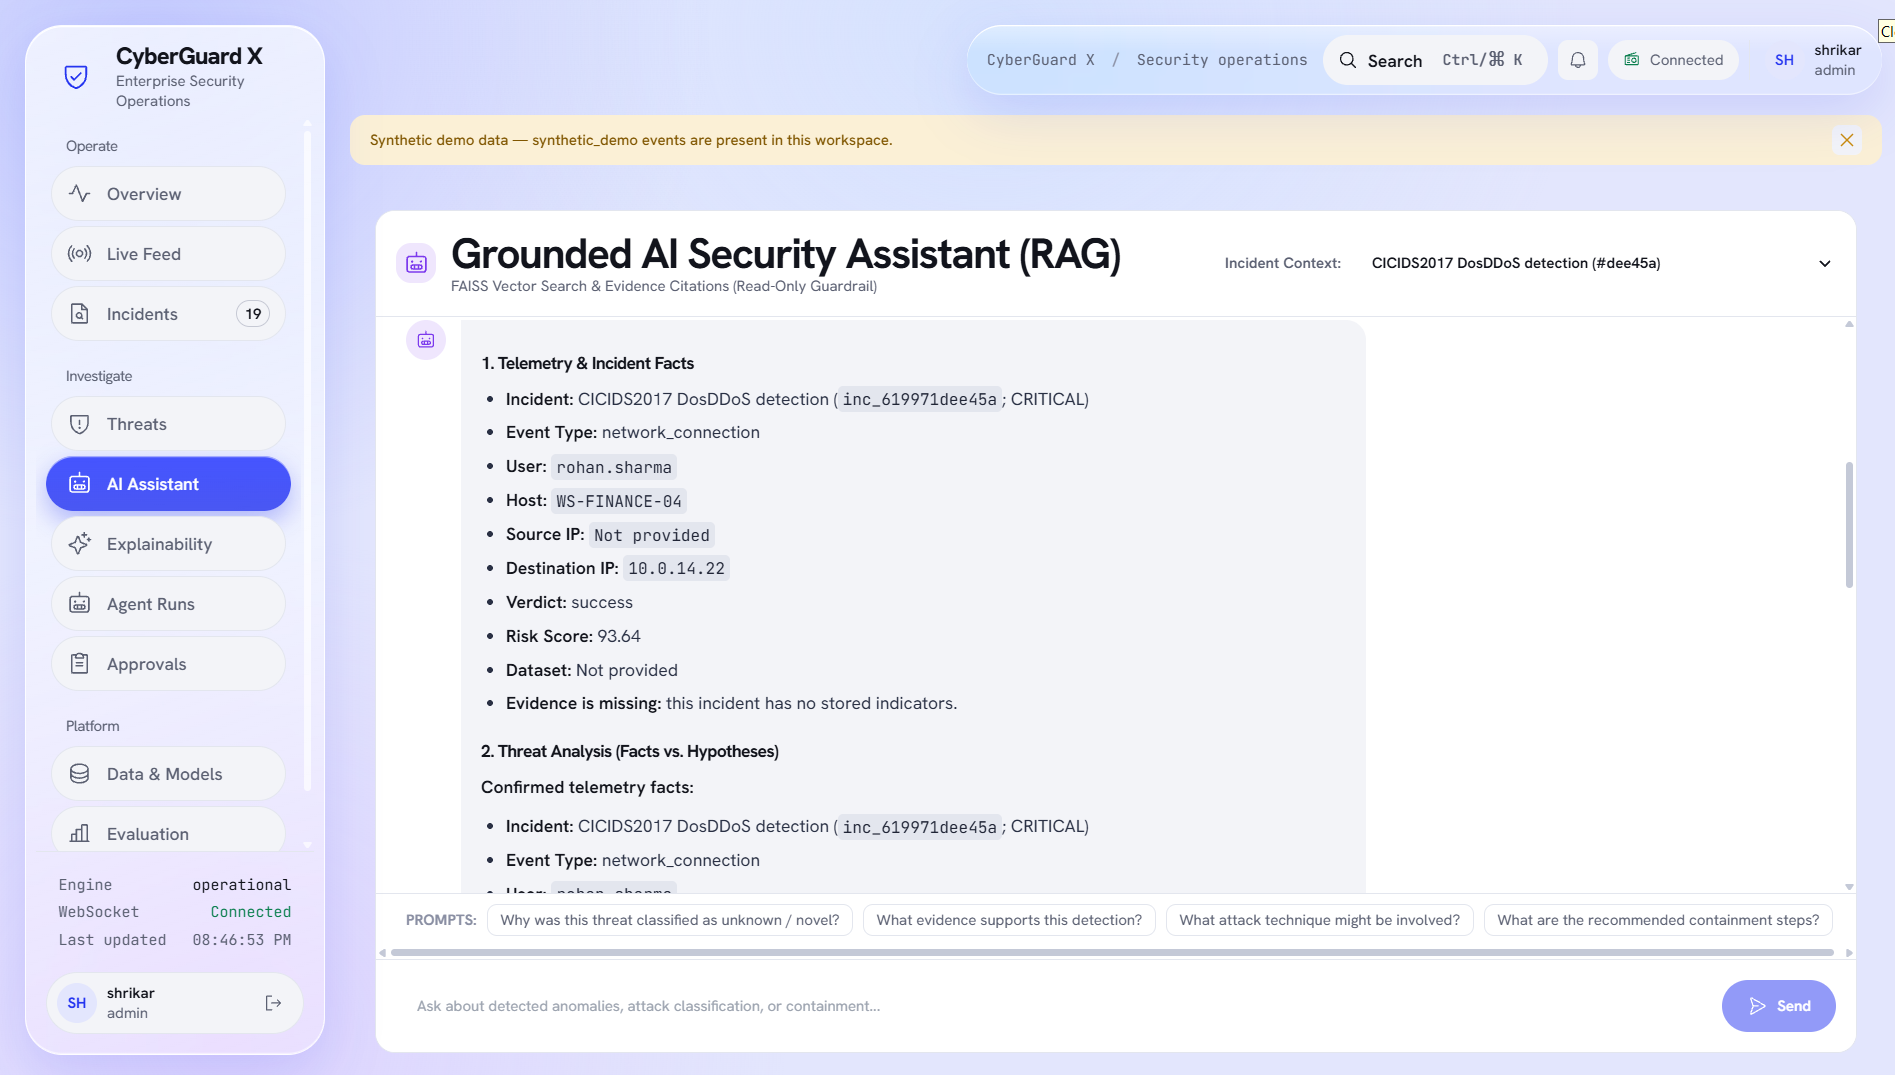 CyberGuard X
Enterprise Security
Operations
Operate
Overview
Live Feed
Incidents 19
Investigate
Threats
AI Assistant
Explainability
Agent Runs
Approvals
Platform
Data & Models
Evaluation
Engine operational
WebSocket Connected
Last updated 08:46:53 PM
SH
shrikar
admin
CyberGuard X / Security operations
Search Ctrl/⌘ K
Connected
SH
shrikar
admin
Synthetic demo data — synthetic_demo events are present in this workspace.
Grounded AI Security Assistant (RAG)
FAISS Vector Search & Evidence Citations (Read-Only Guardrail)
Incident Context: CICIDS2017 DosDDoS detection (#dee45a)
1. Telemetry & Incident Facts
• Incident: CICIDS2017 DosDDoS detection (inc_619971dee45a; CRITICAL)
• Event Type: network_connection
• User: rohan.sharma
• Host: WS-FINANCE-04
• Source IP: Not provided
• Destination IP: 10.0.14.22
• Verdict: success
• Risk Score: 93.64
• Dataset: Not provided
• Evidence is missing: this incident has no stored indicators.
2. Threat Analysis (Facts vs. Hypotheses)
Confirmed telemetry facts:
• Incident: CICIDS2017 DosDDoS detection (inc_619971dee45a; CRITICAL)
• Event Type: network_connection
• User: rohan.sharma
PROMPTS: Why was this threat classified as unknown / novel? What evidence supports this detection? What attack technique might be involved? What are the recommended containment steps?
Ask about detected anomalies, attack classification, or containment...
Send